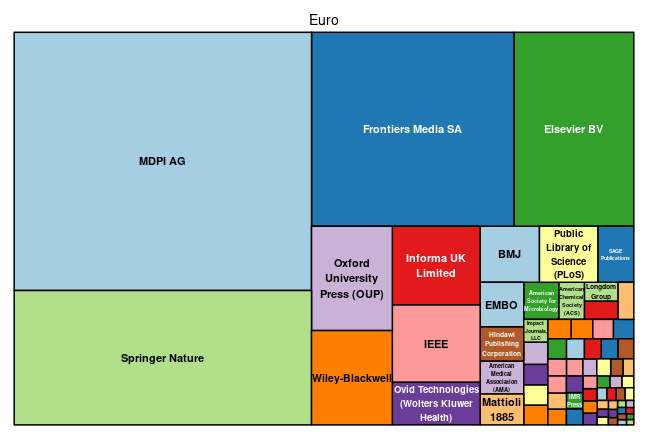 Euro
MDPI AG
Frontiers Media SA
Elsevier BV
Springer Nature
Oxford
University
Press (OUP)
Informa UK
Limited
BMJ
Public
Library of
Science
(PLoS)
SAGE
Publications
EMBO
American
Society for
Microbiology
American
Chemical
Society
(ACS)
Longdom
Group
IEEE
Hindawi
Publishing
Corporation
Impact
Journals,
LLC
Wiley-Blackwell
Ovid Technologies
(Wolters Kluwer
Health)
American
Medical
Association
(AMA)
Mattioli
1885
JMIR
Press